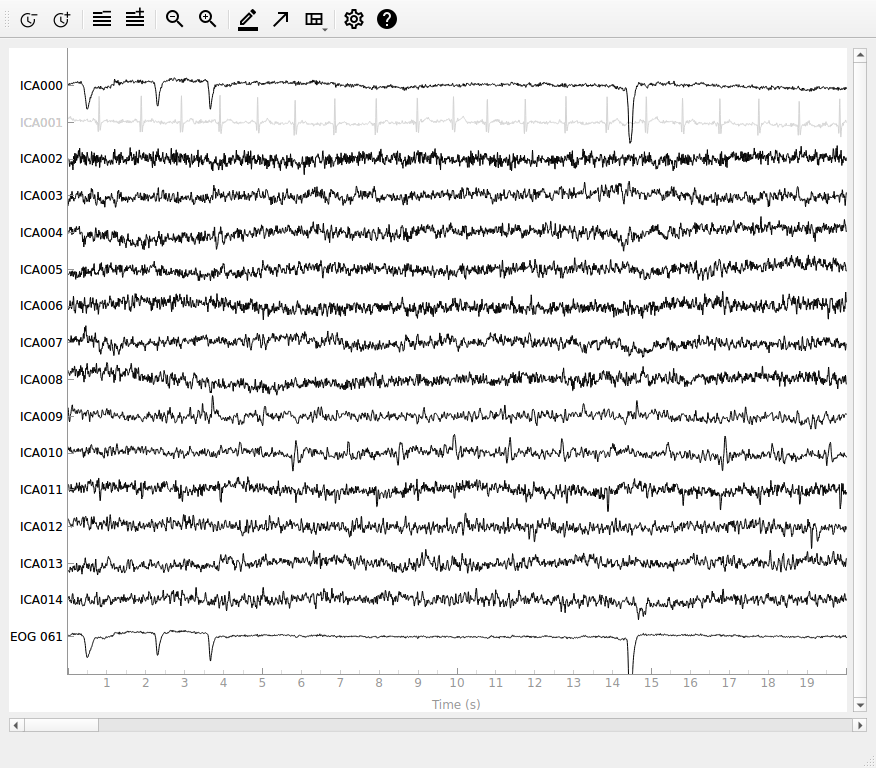 ICA000
ICA001
ICA002
ICA003
ICA004
ICA005
ICA006
ICA007
ICA008
ICA009
ICA010
ICA011
ICA012
ICA013
ICA014
EOG 061
1 2 3 4 5 6 7 8 9 10 11 12 13 14 15 16 17 18 19
Time (s)